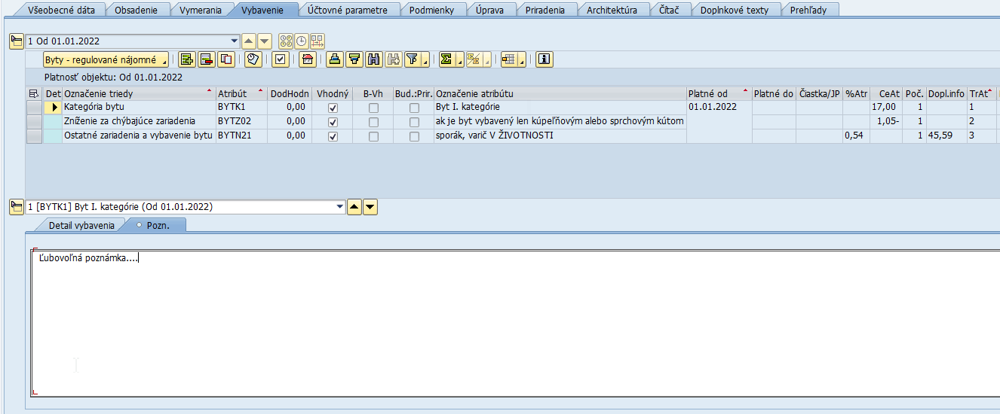 Všeobecné dáta Obsadenie Vymerania Vybavenie Účtovné parametre Podmienky Úprava Priradenia Architektúra Čítač Doplnkové texty Prehľady
1 Od 01.01.2022
Byty - regulované nájomné
Platnosť objektu: Od 01.01.2022
Det Označenie triedy Atribút DodHodn Vhodný B-Vh Bud.:Prir. Označenie atribútu Platné od Platné do Čiastka/JP %Atr CeAt Poč. Dopl.info TrAt
Kategória bytu BYTK1 0,00 Byt I. kategórie 01.01.2022 17,00 1 1
Zníženie za chýbajúce zariadenia BYTZ02 0,00 ak je byt vybavený len kúpeľňovým alebo sprchovým kútom 1,05- 1 2
Ostatné zariadenia a vybavenie bytu BYTN21 0,00 sporák, varič V ŽIVOTNOSTI 0,54 1 45,59 3
1 [BYTK1] Byt I. kategórie (Od 01.01.2022)
Detail vybavenia Pozn.
Ľubovoľná poznámka....